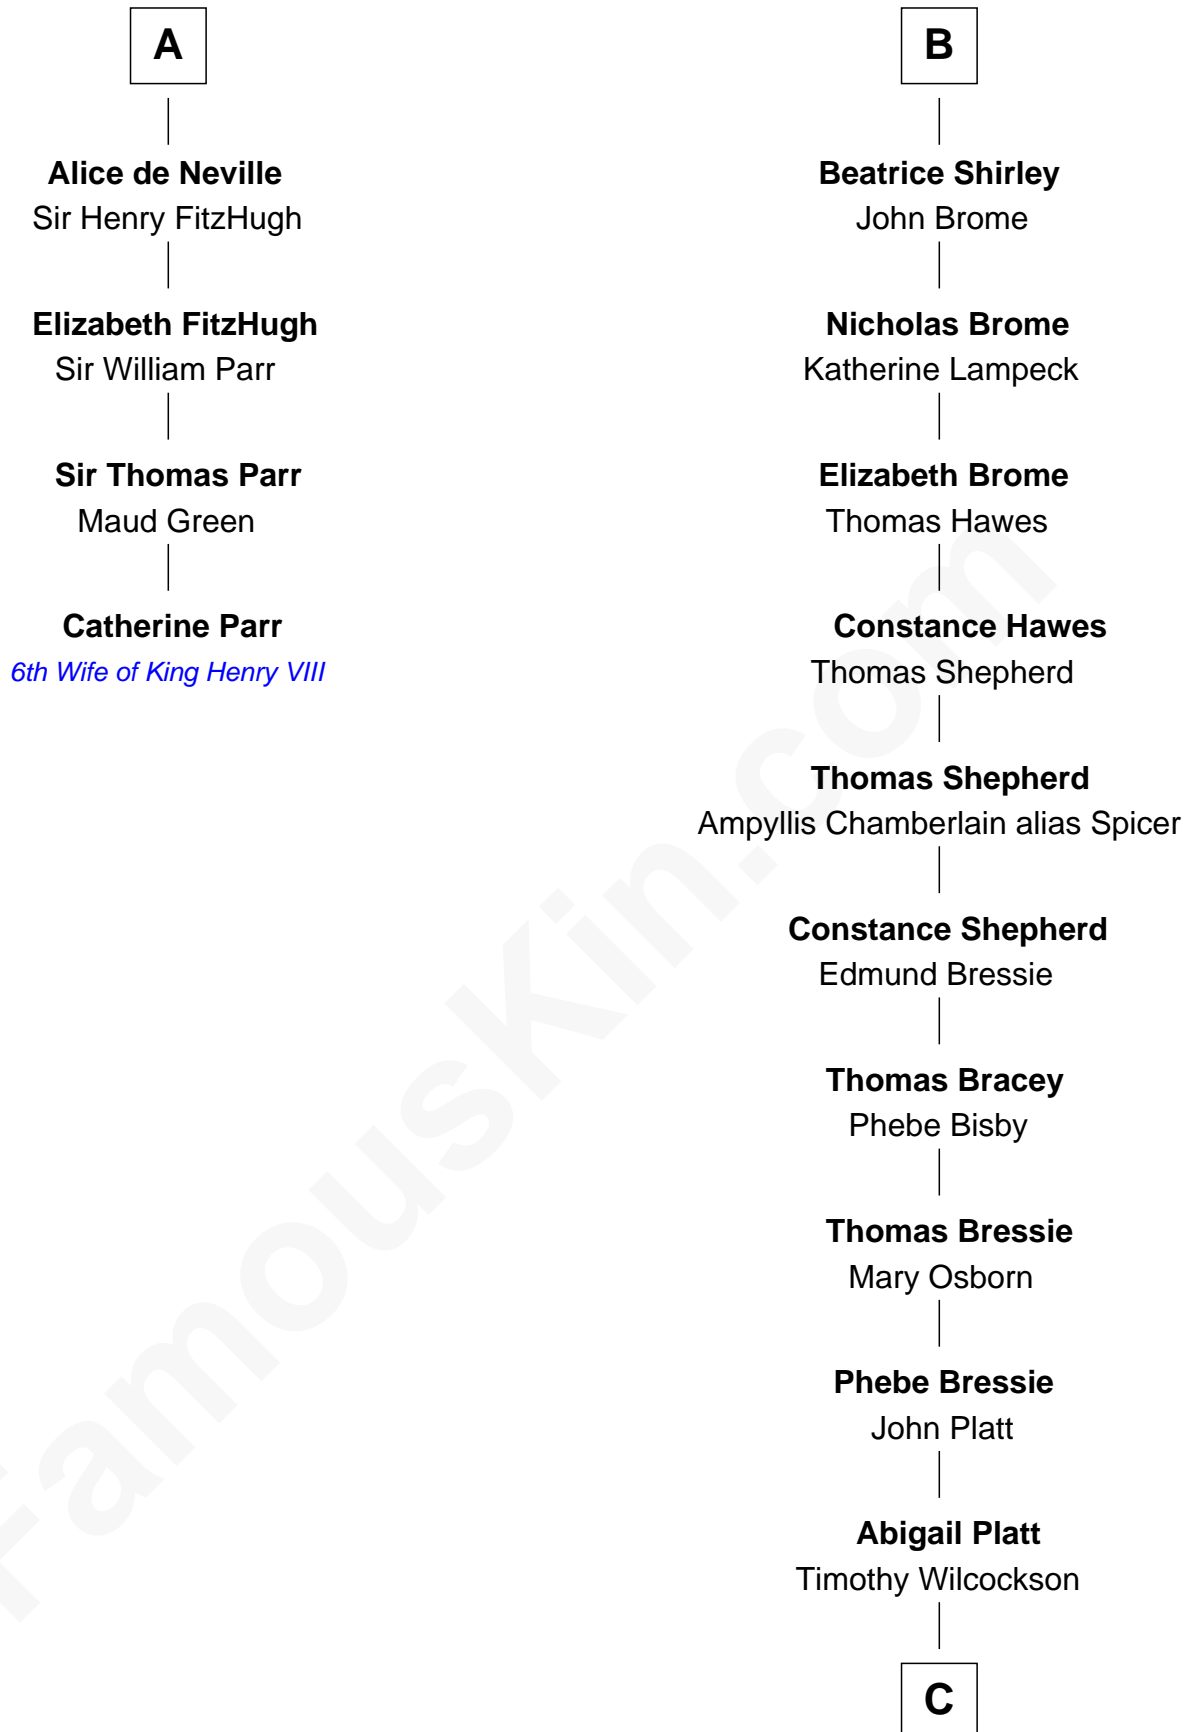 A
Alice de Neville
Sir Henry FitzHugh
Elizabeth FitzHugh
Sir William Parr
Sir Thomas Parr
Maud Green
Catherine Parr
6th Wife of King Henry VIII
B
Beatrice Shirley
John Brome
Nicholas Brome
Katherine Lampeck
Elizabeth Brome
Thomas Hawes
Constance Hawes
Thomas Shepherd
Thomas Shepherd
Ampyllis Chamberlain alias Spicer
Constance Shepherd
Edmund Bressie
Thomas Bracey
Phebe Bisby
Thomas Bressie
Mary Osborn
Phebe Bressie
John Platt
Abigail Platt
Timothy Wilcockson
C
FamousKin.com